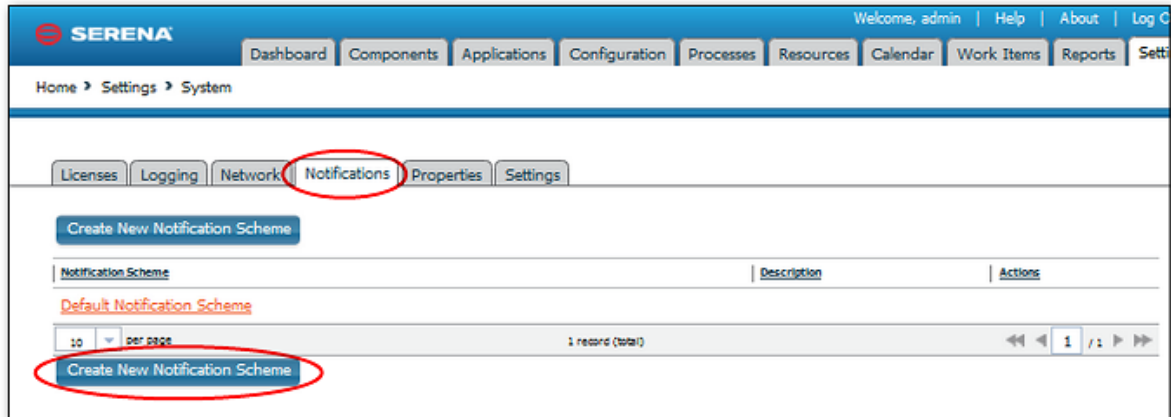 Welcome, admin | Help | About | Log
SERENA
Dashboard Components Applications Configuration Processes Resources Calendar Work Items Reports Setti
Home > Settings > System
Licenses Logging Network Notifications Properties Settings
Create New Notification Scheme
Notification Scheme Description Actions
Default Notification Scheme
10 per page 1 record (total) 1 / 1
Create New Notification Scheme